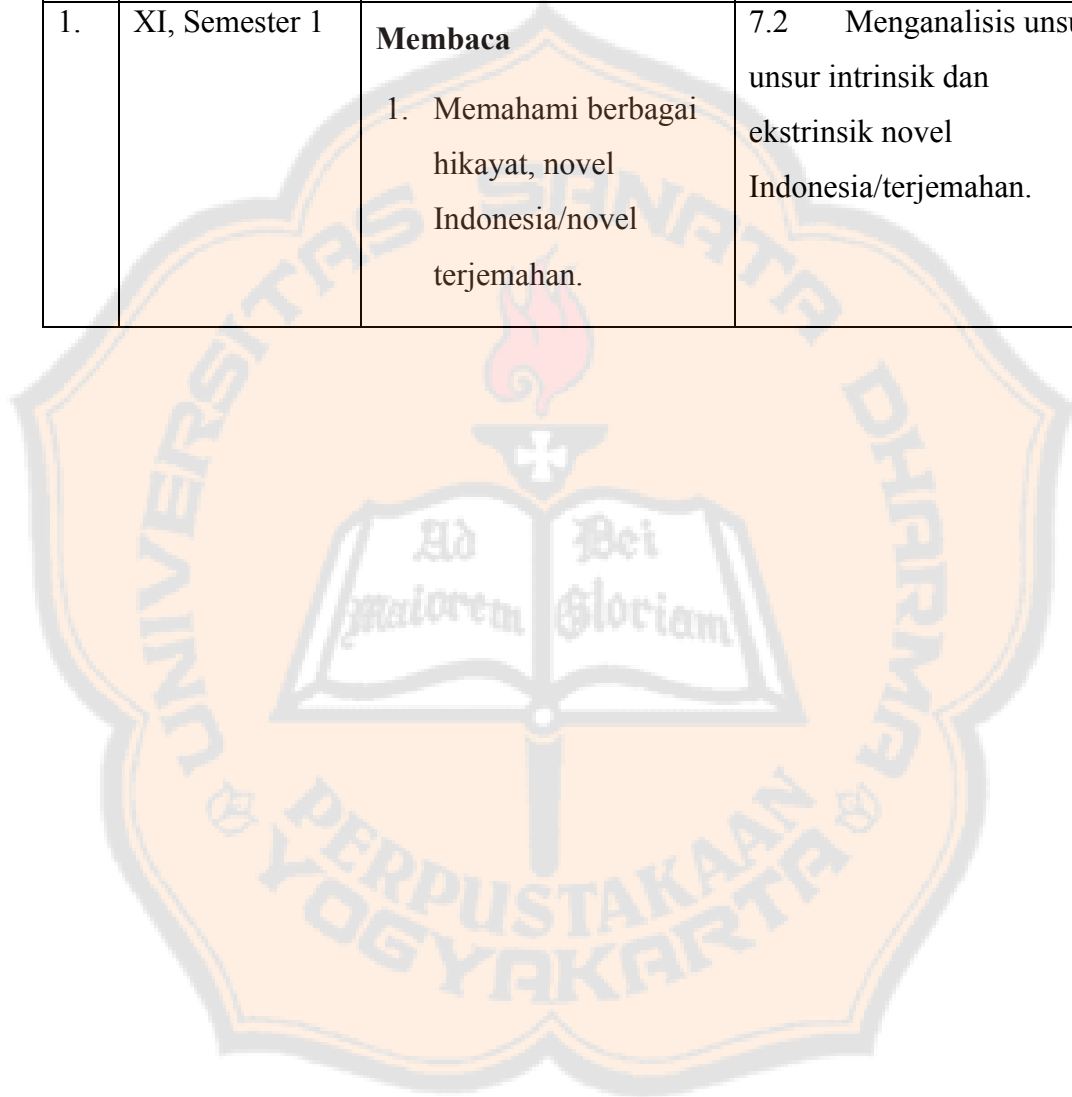 1.
XI, Semester 1
Membaca
1. Memahami berbagai
hikayat, novel
Indonesia/novel
terjemahan.
7.2 Menganalisis
unsur intrinsik dan
ekstrinsik novel
Indonesia/terjemahan.
UNIVERSITAS SANATA DHARMA
Ad
Maiorem
Dei
Gloriam
PERPUSTAKAAN
YOGYAKARTA